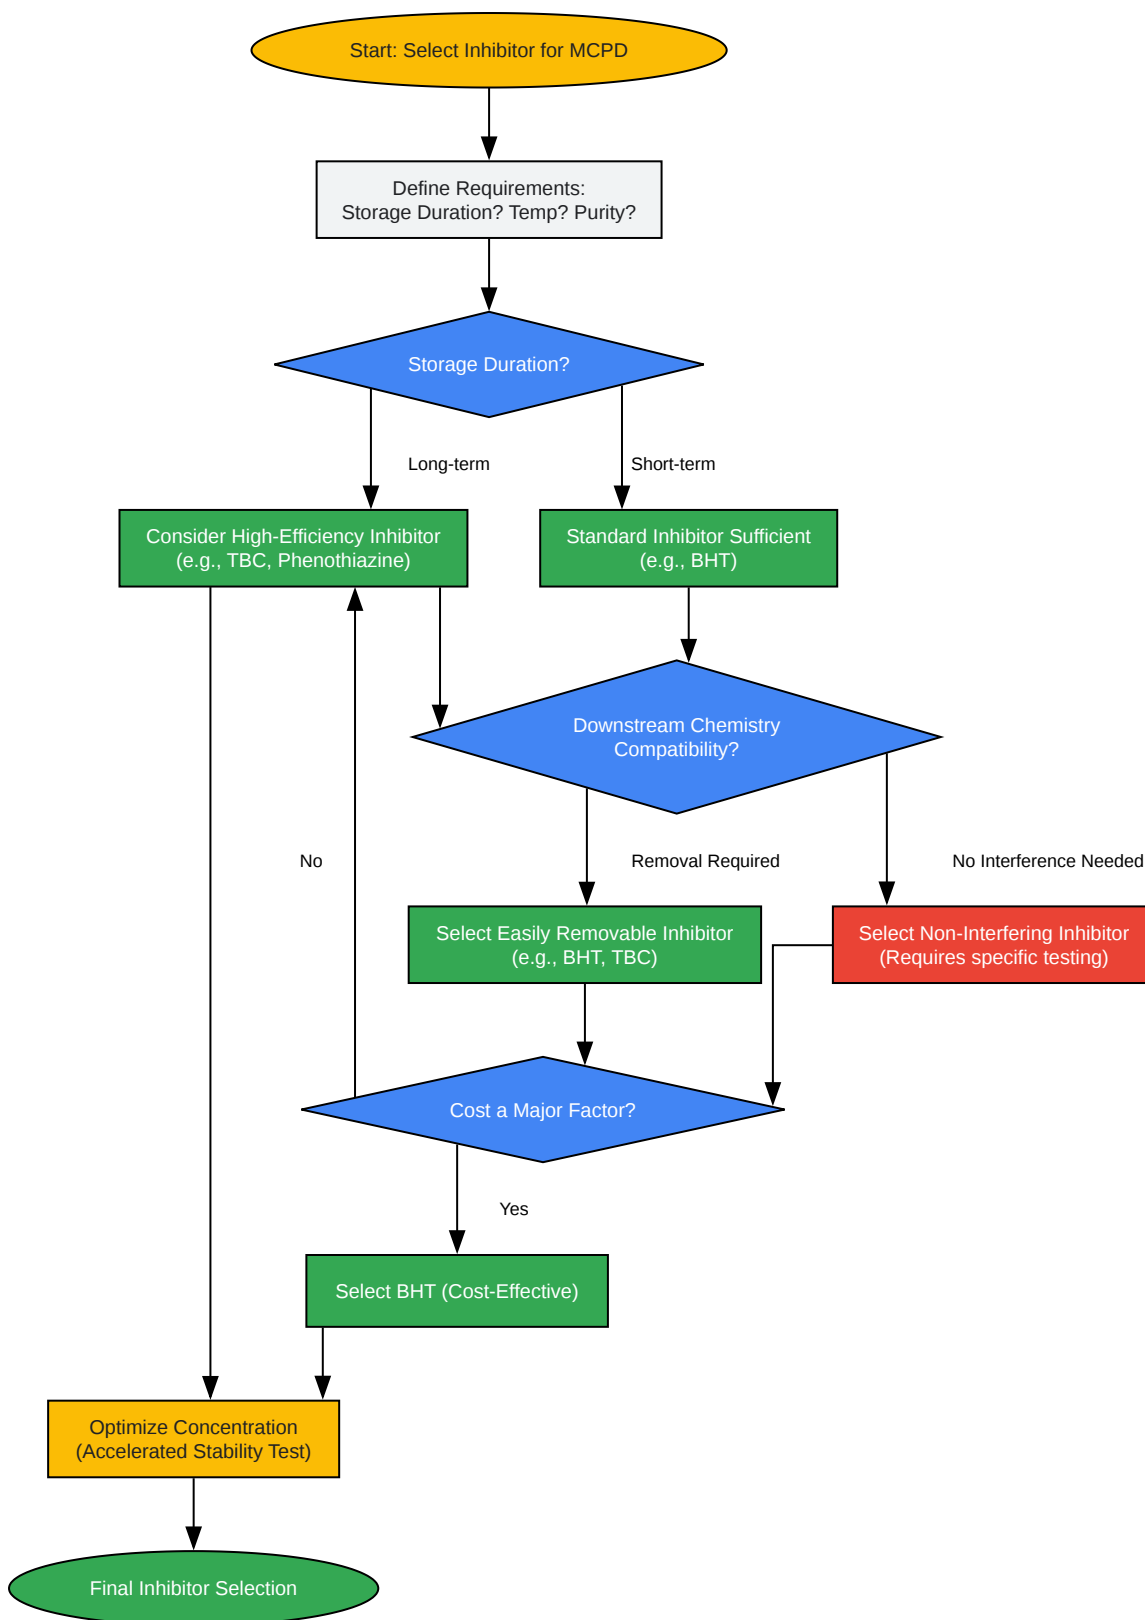 Start: Select Inhibitor for MCPD
Define Requirements:
Storage Duration? Temp? Purity?
Storage Duration?
Long-term
Short-term
Consider High-Efficiency Inhibitor
(e.g., TBC, Phenothiazine)
Standard Inhibitor Sufficient
(e.g., BHT)
Downstream Chemistry
Compatibility?
No
Removal Required
No Interference Needed
Select Easily Removable Inhibitor
(e.g., BHT, TBC)
Select Non-Interfering Inhibitor
(Requires specific testing)
Cost a Major Factor?
Yes
Select BHT (Cost-Effective)
Optimize Concentration
(Accelerated Stability Test)
Final Inhibitor Selection